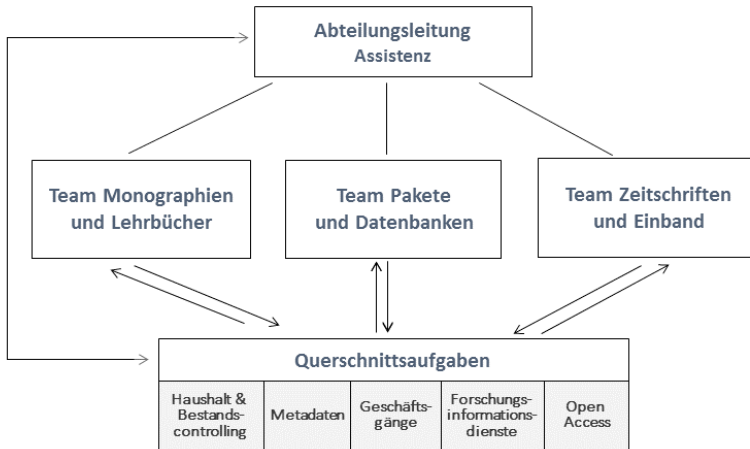 Abteilungsleitung
Assistenz
Team Monographien
und Lehrbücher
Team Pakete
und Datenbanken
Team Zeitschriften
und Einband
Querschnittsaufgaben
Haushalt &
Bestands-
controlling
Metadaten
Geschäfts-
gänge
Forschungs-
informations-
dienste
Open
Access